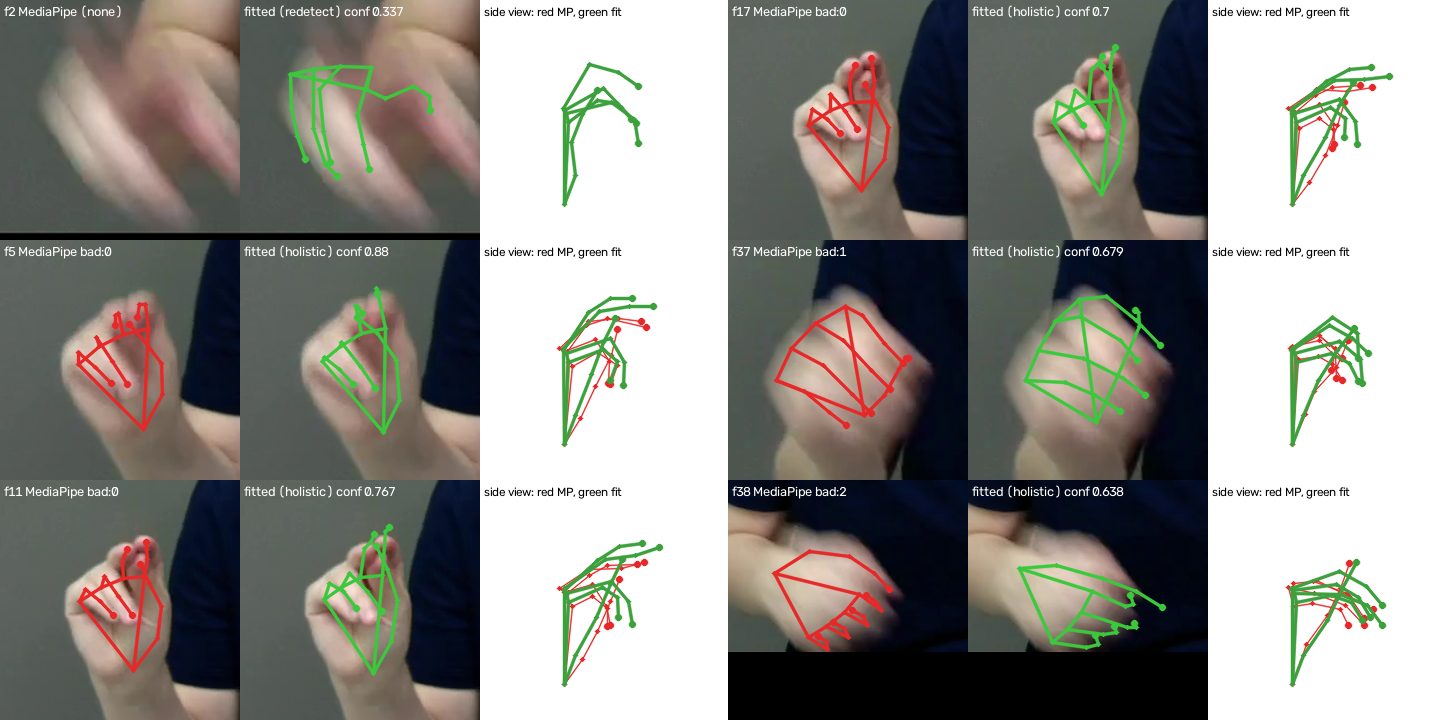 f2 MediaPipe (none)
fitted (redetect) conf 0.337
side view: red MP, green fit
f17 MediaPipe bad:0
fitted (holistic) conf 0.7
side view: red MP, green fit
f5 MediaPipe bad:0
fitted (holistic) conf 0.88
side view: red MP, green fit
f37 MediaPipe bad:1
fitted (holistic) conf 0.679
side view: red MP, green fit
f11 MediaPipe bad:0
fitted (holistic) conf 0.767
side view: red MP, green fit
f38 MediaPipe bad:2
fitted (holistic) conf 0.638
side view: red MP, green fit